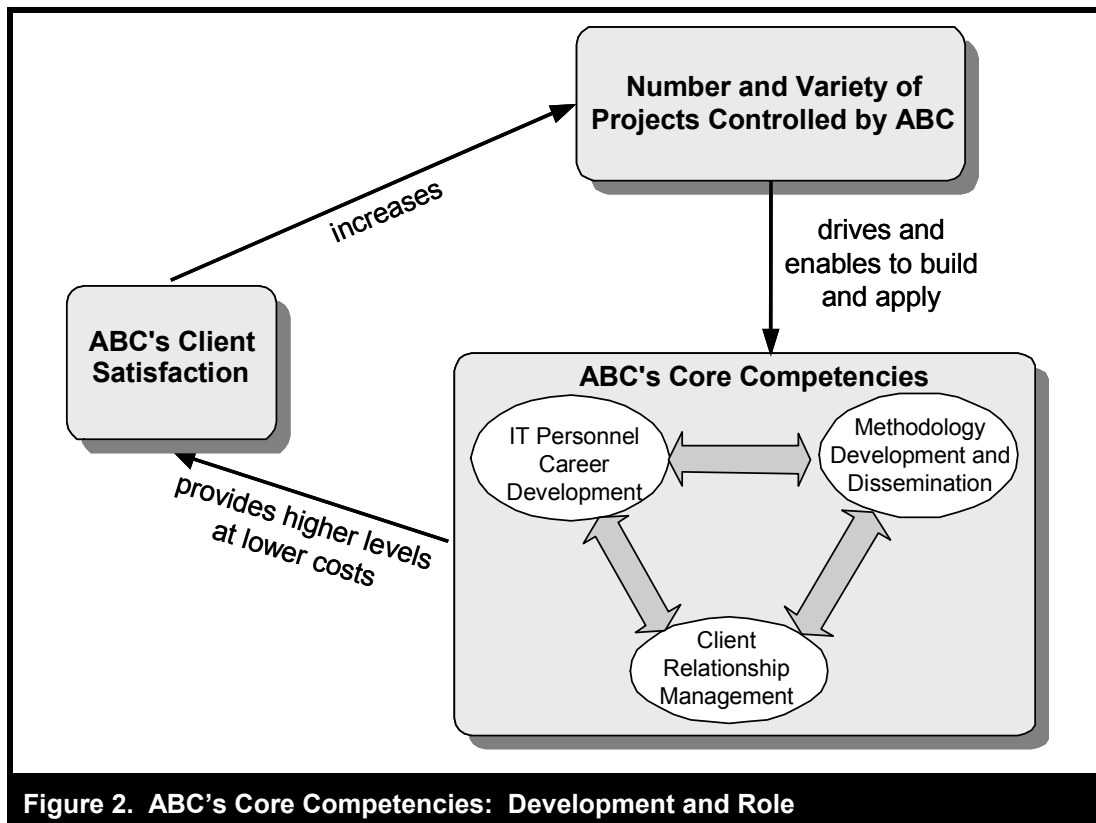 Number and Variety of
Projects Controlled by ABC
increases
drives and
enables to build
and apply
ABC's Client
Satisfaction
ABC's Core Competencies
IT Personnel
Career
Development
Methodology
Development and
Dissemination
Client
Relationship
Management
provides higher levels
at lower costs
Figure 2.  ABC’s Core Competencies:  Development and Role